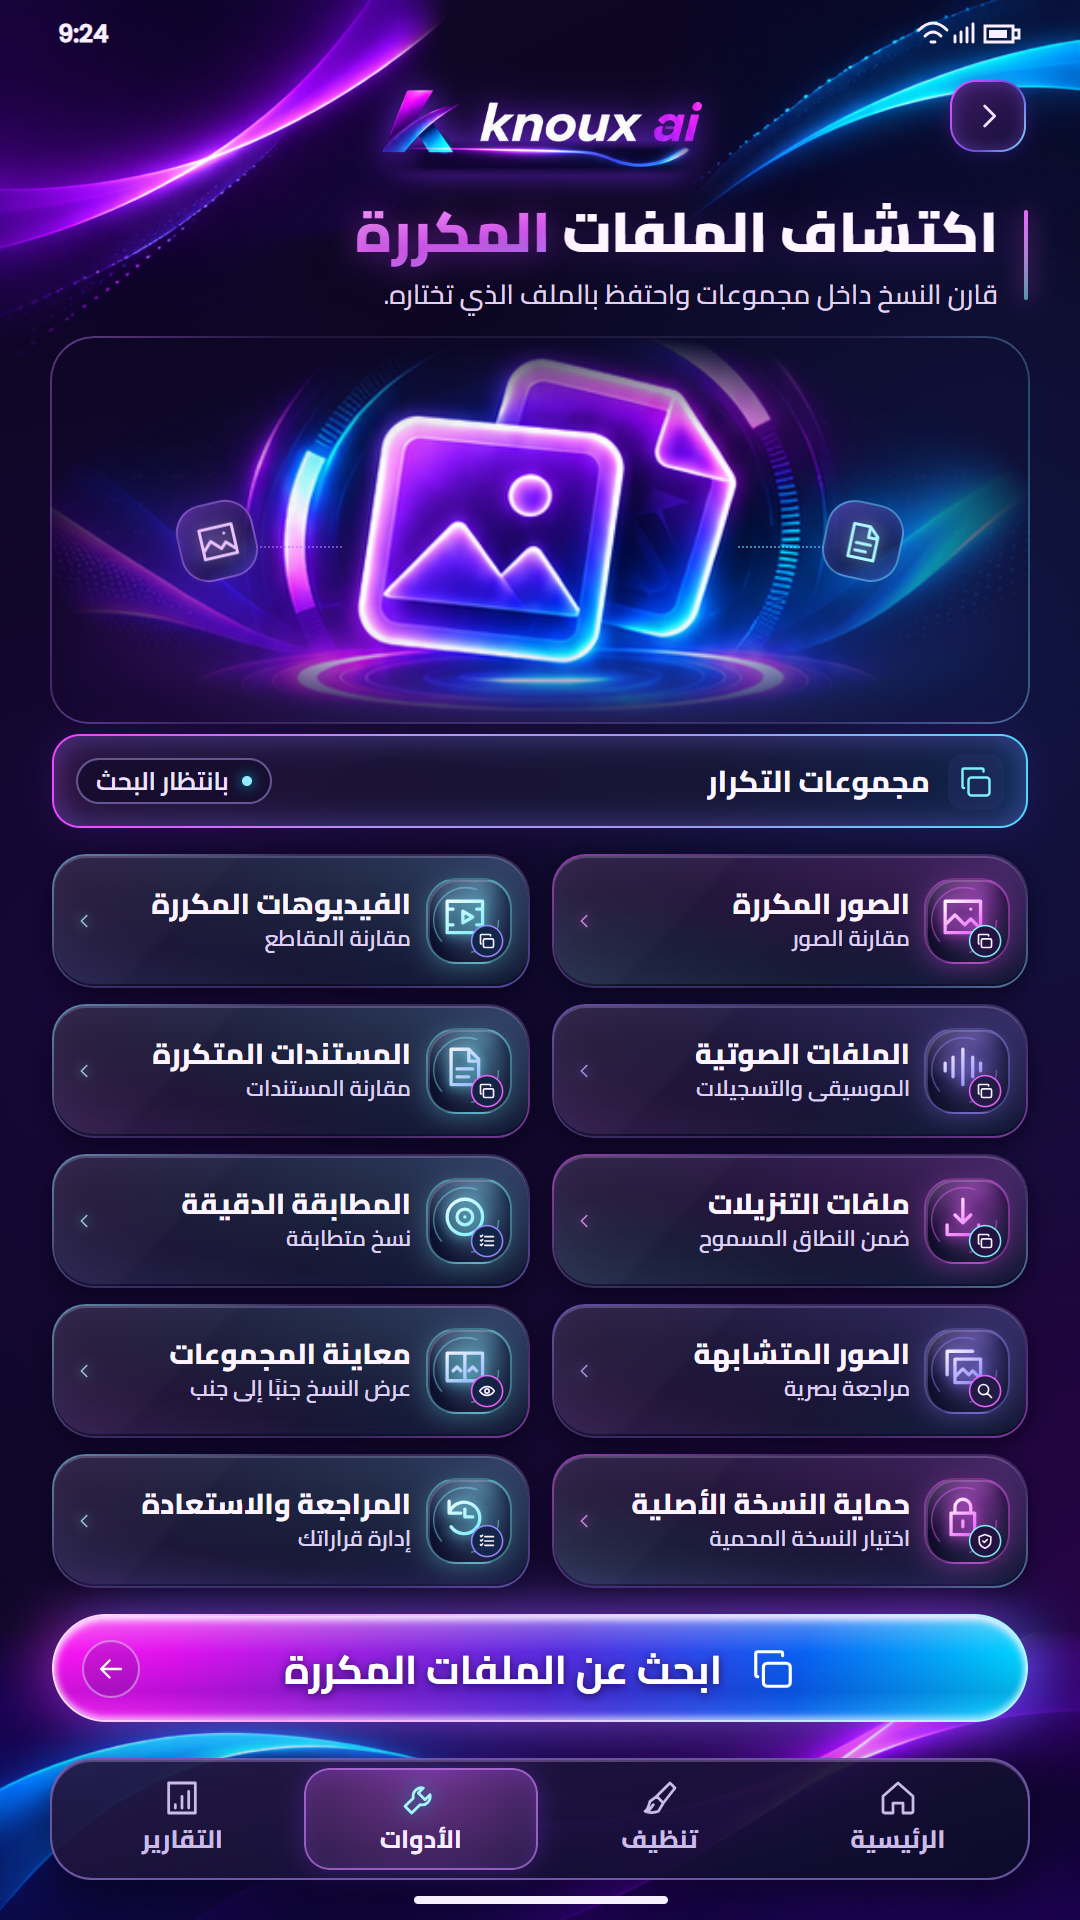 9:24
knoux ai
اكتشاف الملفات المكررة
قارن النسخ داخل مجموعات واحتفظ بالملف الذي تختاره.
مجموعات التكرار
بانتظار البحث
الصور المكررة
مقارنة الصور
الفيديوهات المكررة
مقارنة المقاطع
الملفات الصوتية
الموسيقى والتسجيلات
المستندات المتكررة
مقارنة المستندات
ملفات التنزيلات
ضمن النطاق المسموح
المطابقة الدقيقة
نسخ متطابقة
الصور المتشابهة
مراجعة بصرية
معاينة المجموعات
عرض النسخ جنبًا إلى جنب
حماية النسخة الأصلية
اختيار النسخة المحمية
المراجعة والاستعادة
إدارة قراراتك
ابحث عن الملفات المكررة
الرئيسية
تنظيف
الأدوات
التقارير